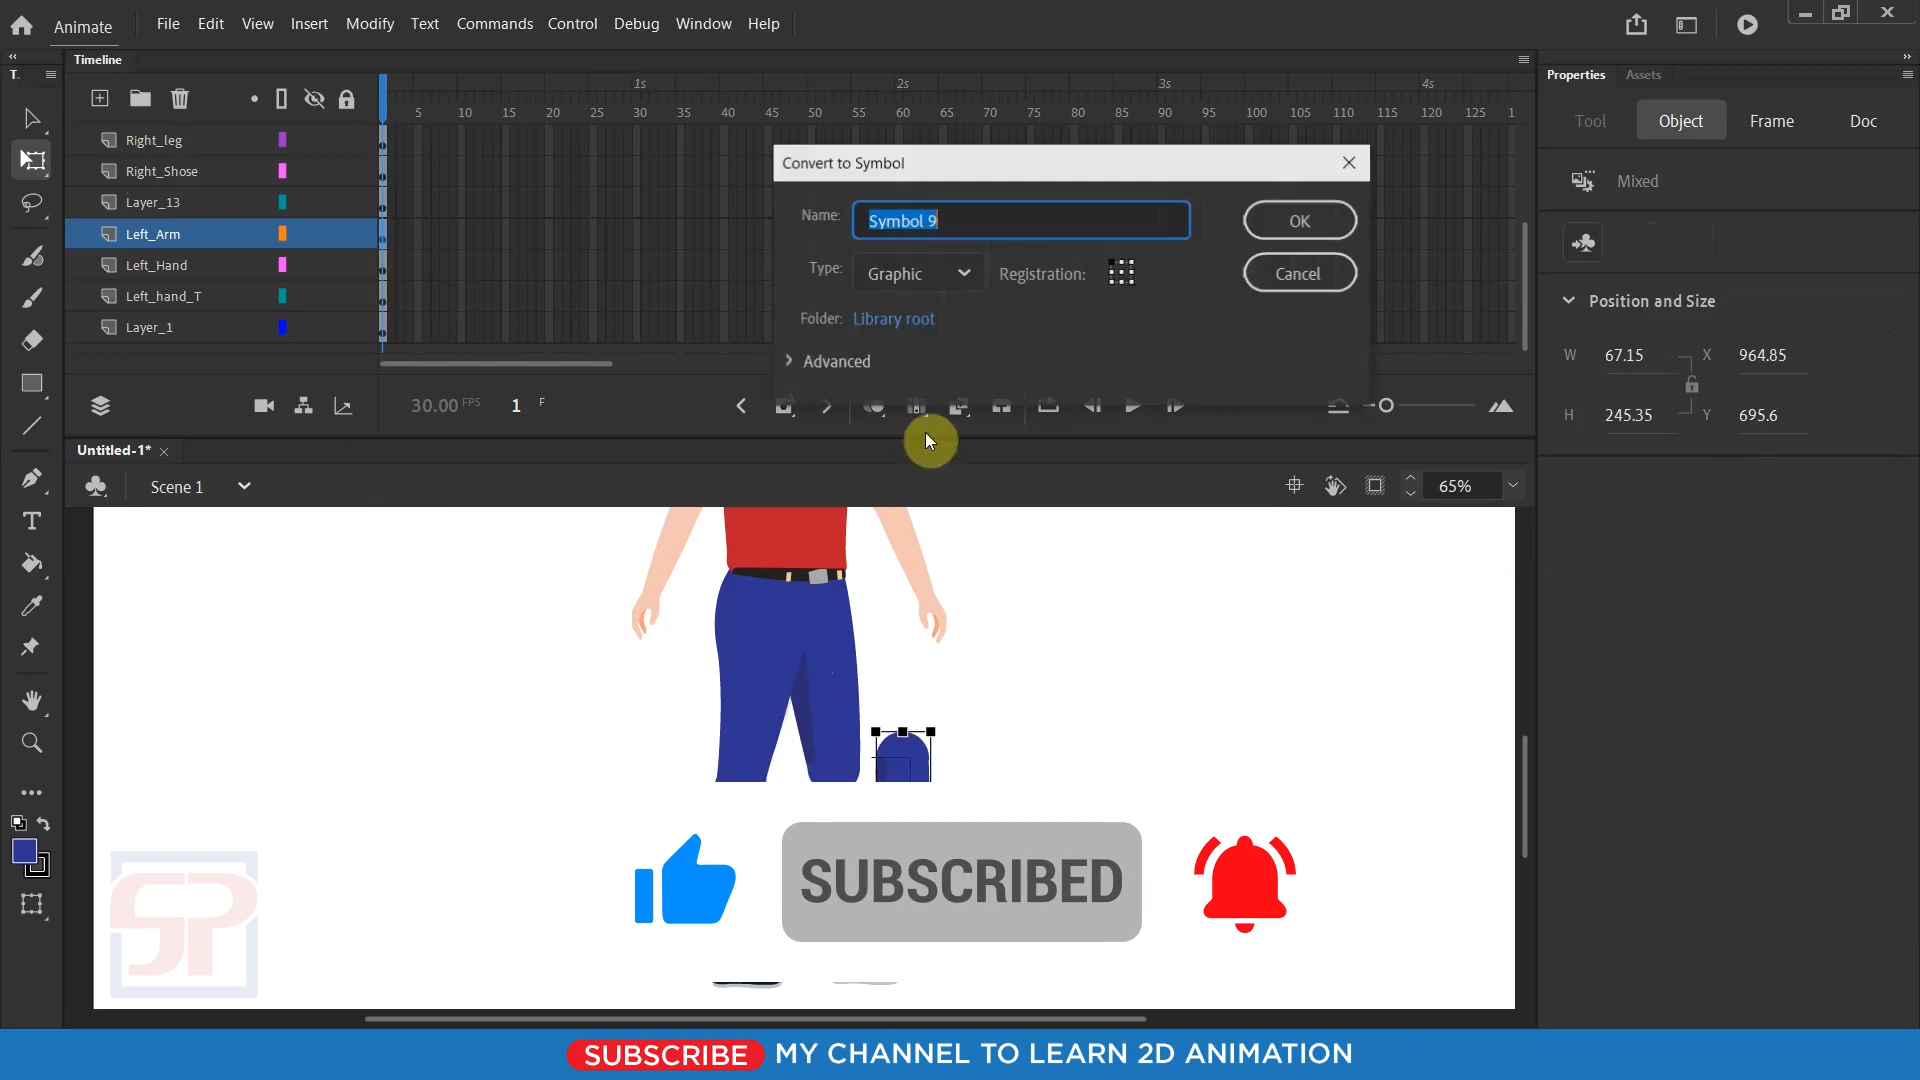 Animate File Edit View Insert Modify Text Commands Control Debug Window Help
Timeline
T.
Properties Assets
1s 2s 3s 4s
5 10 15 20 25 30 35 40 45 50 55 60 65 70 75 80 85 90 95 100 105 110 115 120 125 1
Tool Object Frame Doc
Right_leg
Right_Shose
Layer_13
Left_Arm
Left_Hand
Left_hand_T
Layer_1
Convert to Symbol
Name: Symbol 9 OK
Type: Graphic Registration: Cancel
Folder: Library root
Advanced
Mixed
Position and Size
W 67.15 X 964.85
H 245.35 Y 695.6
30.00 FPS 1 F
Untitled-1*
Scene 1 65%
SUBSCRIBED
SP
SUBSCRIBE MY CHANNEL TO LEARN 2D ANIMATION